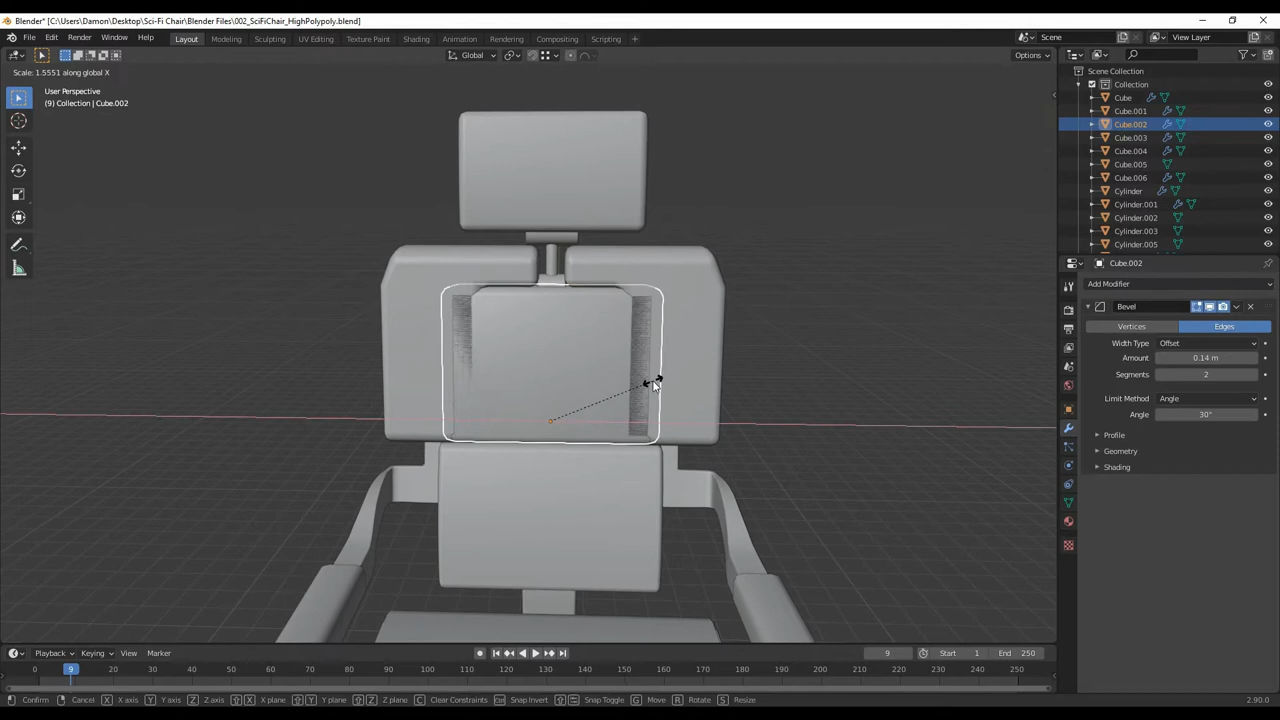 Blender* [C:\Users\Damon\Desktop\Sci-Fi Chair\Blender Files\002_SciFiChair_HighPolypoly.blend]
File Edit Render Window Help Layout Modeling Sculpting UV Editing Texture Paint Shading Animation Rendering Compositing Scripting + Scene View Layer
Global Options
Scale: 1.5551 along global X
User Perspective
(9) Collection | Cube.002
Scene Collection
Collection
Cube
Cube.001
Cube.002
Cube.003
Cube.004
Cube.005
Cube.006
Cylinder
Cylinder.001
Cylinder.002
Cylinder.003
Cylinder.005
Cube.002
Add Modifier
Bevel
Vertices Edges
Width Type Offset
Amount 0.14 m
Segments 2
Limit Method Angle
Angle 30°
Profile
Geometry
Shading
Playback Keying View Marker 9 Start 1 End 250
0 9 20 30 40 50 60 70 80 90 100 110 120 130 140 150 160 170 180 190 200 210 220 230 240 250
Confirm Cancel X X axis Y Y axis Z Z axis X X plane Y Y plane Z Z plane C Clear Constraints Ctrl Snap Invert Snap Toggle G Move R Rotate S Resize 2.90.0